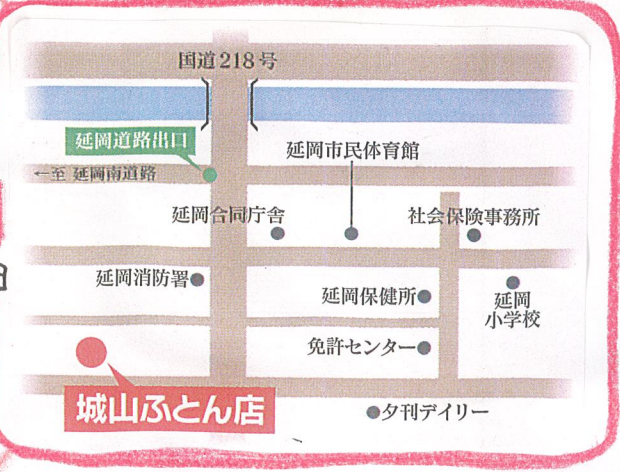 国道218号
延岡道路出口
←至 延岡南道路
延岡市民体育館
延岡合同庁舎
社会保険事務所
延岡消防署
延岡保健所
延岡
小学校
免許センター
城山ふとん店
夕刊デイリー